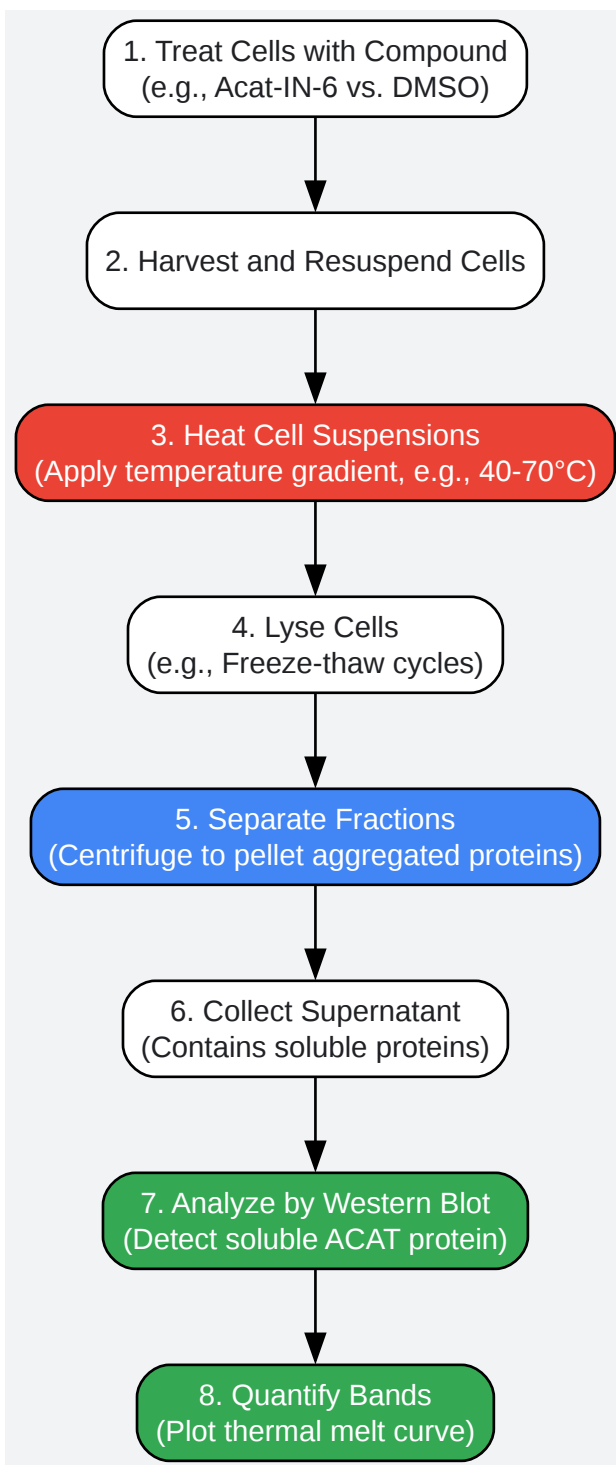 1. Treat Cells with Compound
(e.g., Acat-IN-6 vs. DMSO)
2. Harvest and Resuspend Cells
3. Heat Cell Suspensions
(Apply temperature gradient, e.g., 40-70°C)
4. Lyse Cells
(e.g., Freeze-thaw cycles)
5. Separate Fractions
(Centrifuge to pellet aggregated proteins)
6. Collect Supernatant
(Contains soluble proteins)
7. Analyze by Western Blot
(Detect soluble ACAT protein)
8. Quantify Bands
(Plot thermal melt curve)